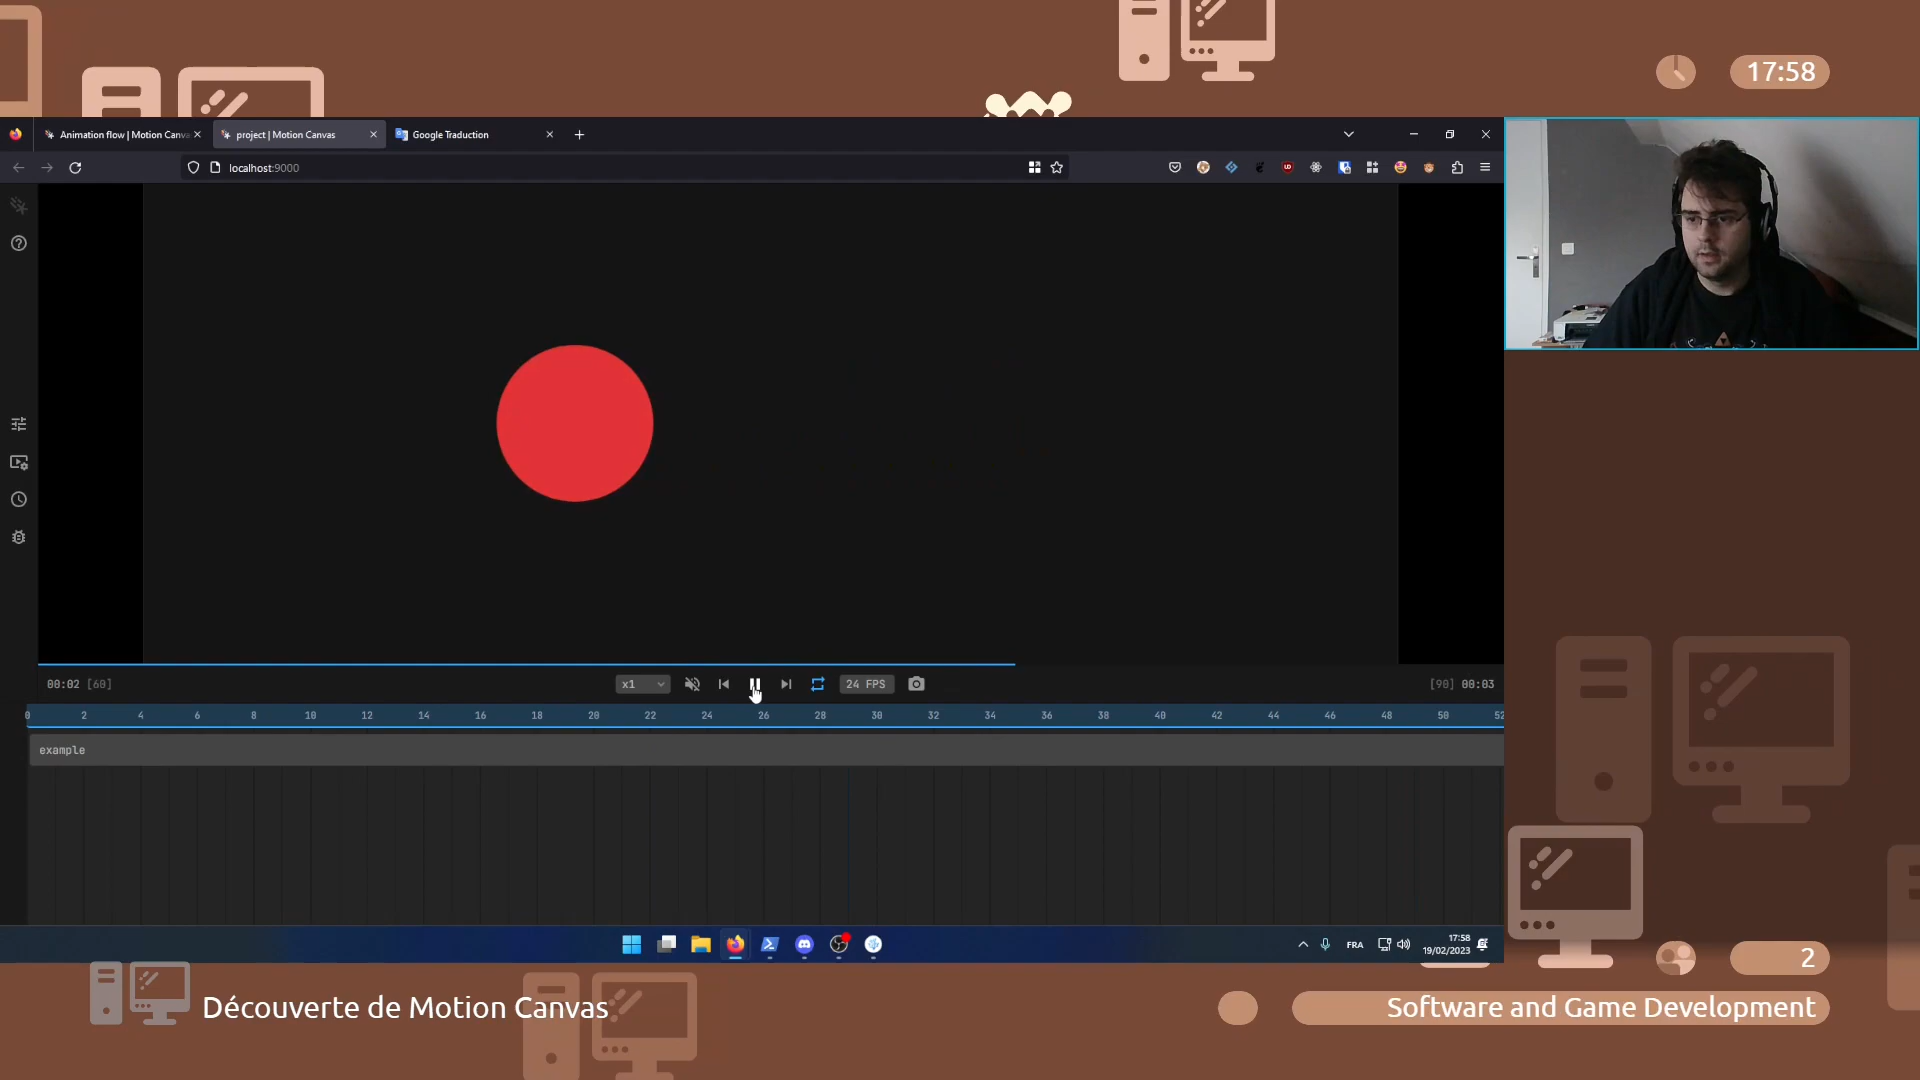 17:58
Animation flow | Motion Canva
project | Motion Canvas
Google Traduction
localhost:9000
00:02 [60]
x1
24 FPS
[90] 00:03
0 2 4 6 8 10 12 14 16 18 20 22 24 26 28 30 32 34 36 38 40 42 44 46 48 50 52
example
FRA
17:58
19/02/2023
2
Découverte de Motion Canvas
Software and Game Development